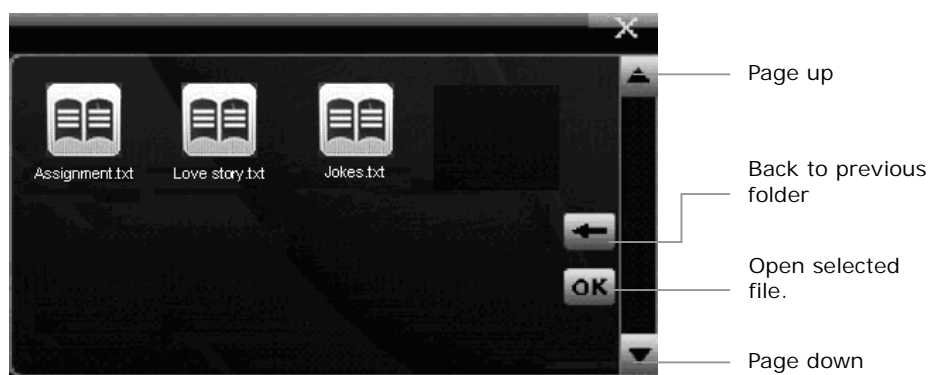 Page up
Assignment.txt Love story.txt Jokes.txt
Back to previous
folder
OK
Open selected
file.
Page down